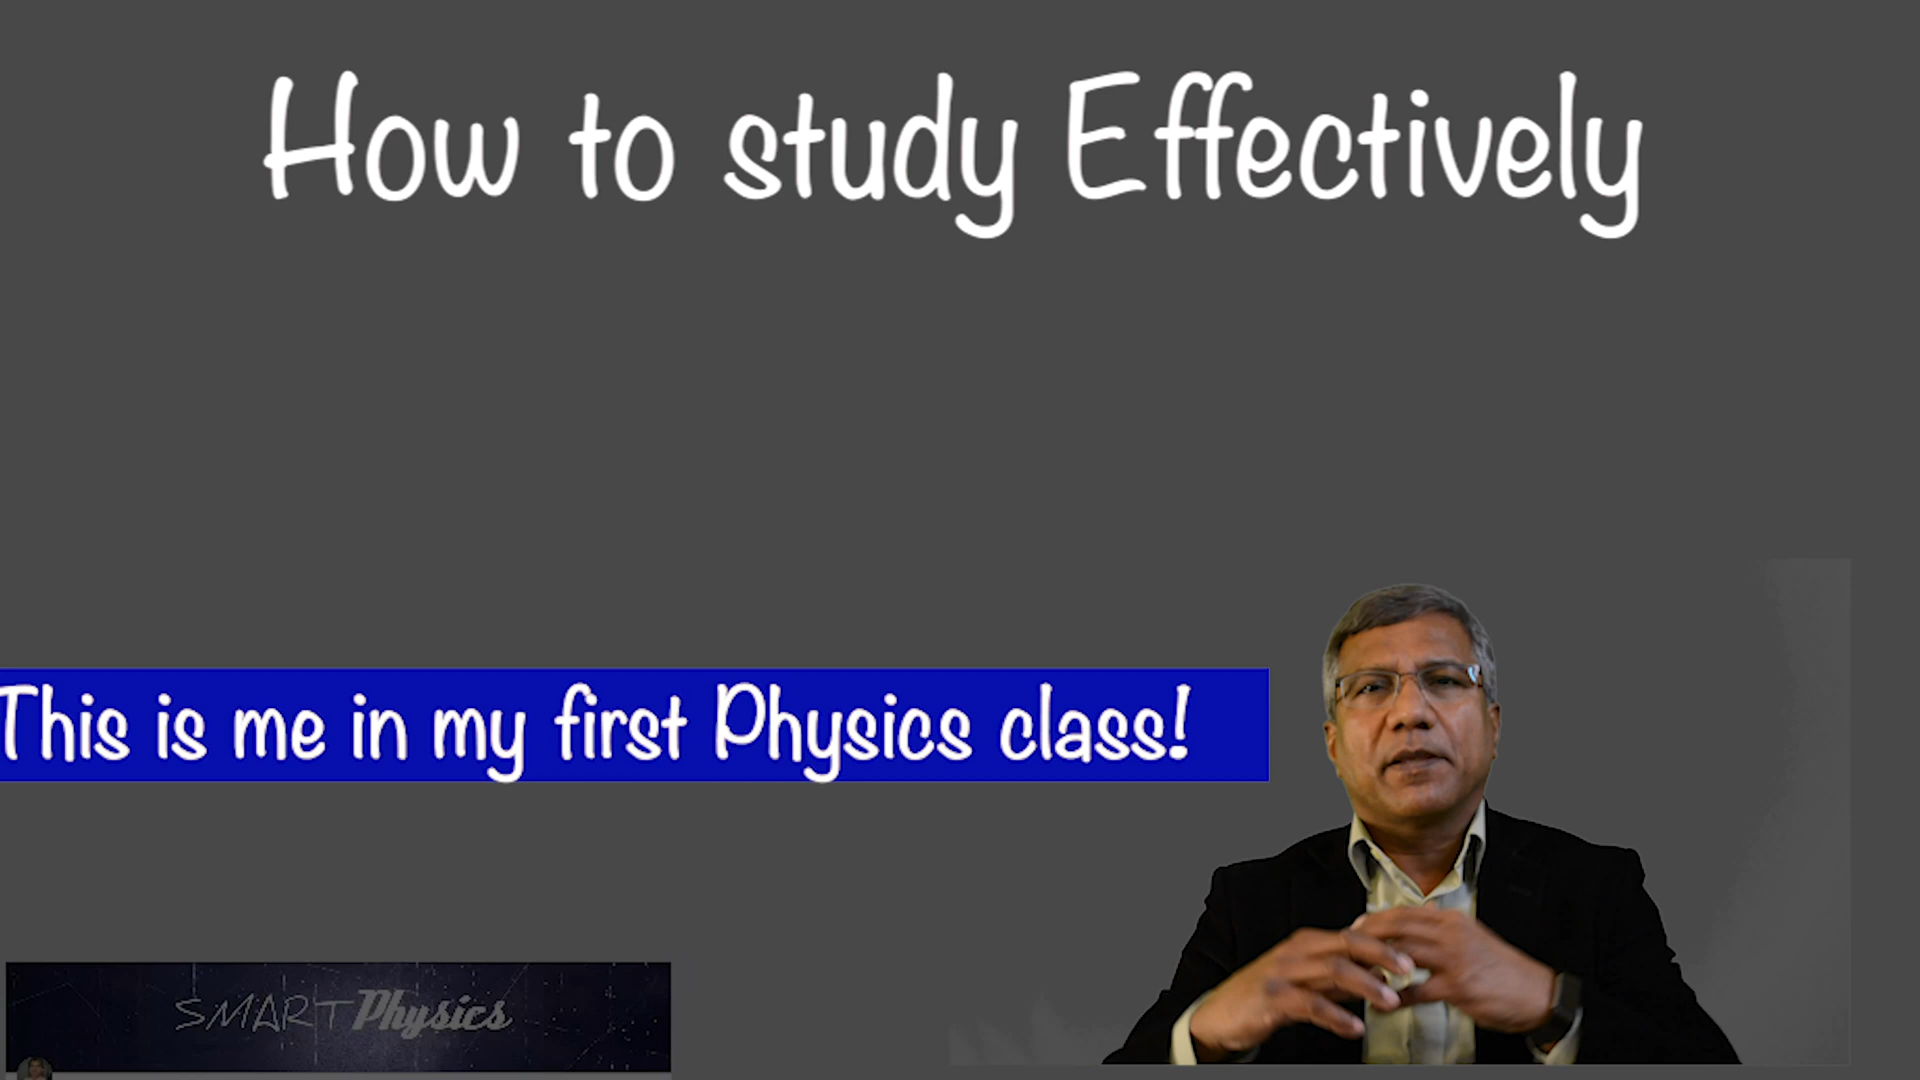 How to study Effectively
This is me in my first Physics class!
SMART Physics